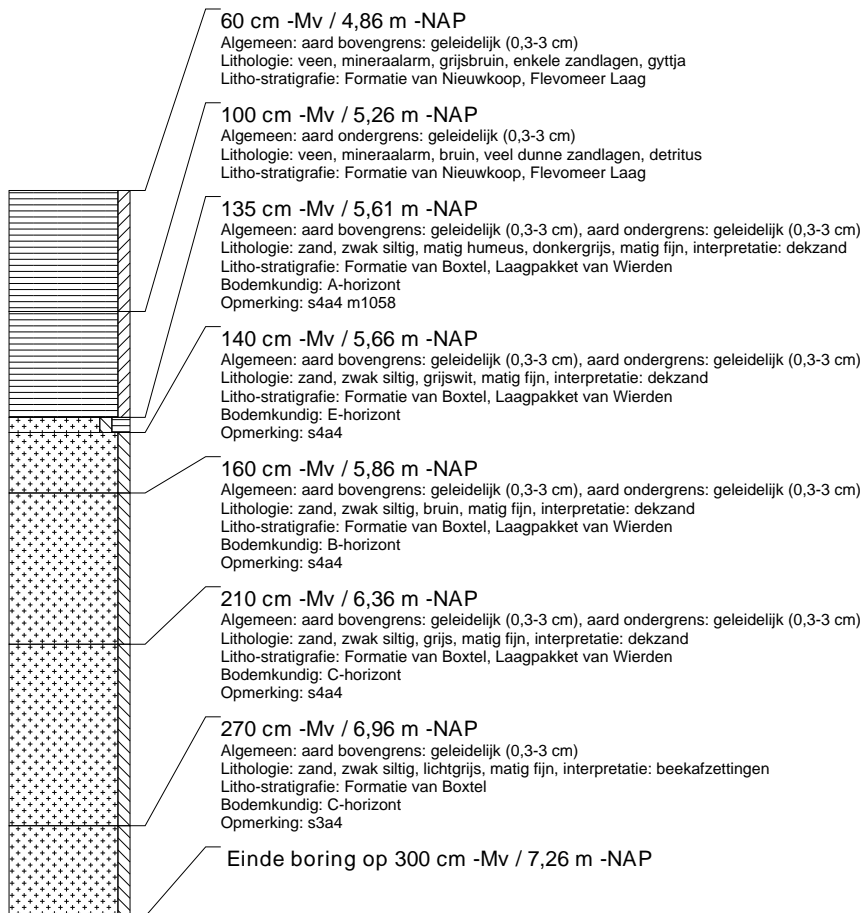 60 cm -Mv / 4,86 m -NAP
Algemeen: aard bovengrens: geleidelijk (0,3-3 cm)
Lithologie: veen, mineraalarm, grijsbruin, enkele zandlagen, gyttja
Litho-stratigrafie: Formatie van Nieuwkoop, Flevomeer Laag
100 cm -Mv / 5,26 m -NAP
Algemeen: aard ondergrens: geleidelijk (0,3-3 cm)
Lithologie: veen, mineraalarm, bruin, veel dunne zandlagen, detritus
Litho-stratigrafie: Formatie van Nieuwkoop, Flevomeer Laag
135 cm -Mv / 5,61 m -NAP
Algemeen: aard bovengrens: geleidelijk (0,3-3 cm), aard ondergrens: geleidelijk (0,3-3 cm)
Lithologie: zand, zwak siltig, matig humeus, donkergrijs, matig fijn, interpretatie: dekzand
Litho-stratigrafie: Formatie van Boxtel, Laagpakket van Wierden
Bodemkundig: A-horizont
Opmerking: s4a4 m1058
140 cm -Mv / 5,66 m -NAP
Algemeen: aard bovengrens: geleidelijk (0,3-3 cm), aard ondergrens: geleidelijk (0,3-3 cm)
Lithologie: zand, zwak siltig, grijswit, matig fijn, interpretatie: dekzand
Litho-stratigrafie: Formatie van Boxtel, Laagpakket van Wierden
Bodemkundig: E-horizont
Opmerking: s4a4
160 cm -Mv / 5,86 m -NAP
Algemeen: aard bovengrens: geleidelijk (0,3-3 cm), aard ondergrens: geleidelijk (0,3-3 cm)
Lithologie: zand, zwak siltig, bruin, matig fijn, interpretatie: dekzand
Litho-stratigrafie: Formatie van Boxtel, Laagpakket van Wierden
Bodemkundig: B-horizont
Opmerking: s4a4
210 cm -Mv / 6,36 m -NAP
Algemeen: aard bovengrens: geleidelijk (0,3-3 cm), aard ondergrens: geleidelijk (0,3-3 cm)
Lithologie: zand, zwak siltig, grijs, matig fijn, interpretatie: dekzand
Litho-stratigrafie: Formatie van Boxtel, Laagpakket van Wierden
Bodemkundig: C-horizont
Opmerking: s4a4
270 cm -Mv / 6,96 m -NAP
Algemeen: aard bovengrens: geleidelijk (0,3-3 cm)
Lithologie: zand, zwak siltig, lichtgrijs, matig fijn, interpretatie: beekafzettingen
Litho-stratigrafie: Formatie van Boxtel
Bodemkundig: C-horizont
Opmerking: s3a4
Einde boring op 300 cm -Mv / 7,26 m -NAP